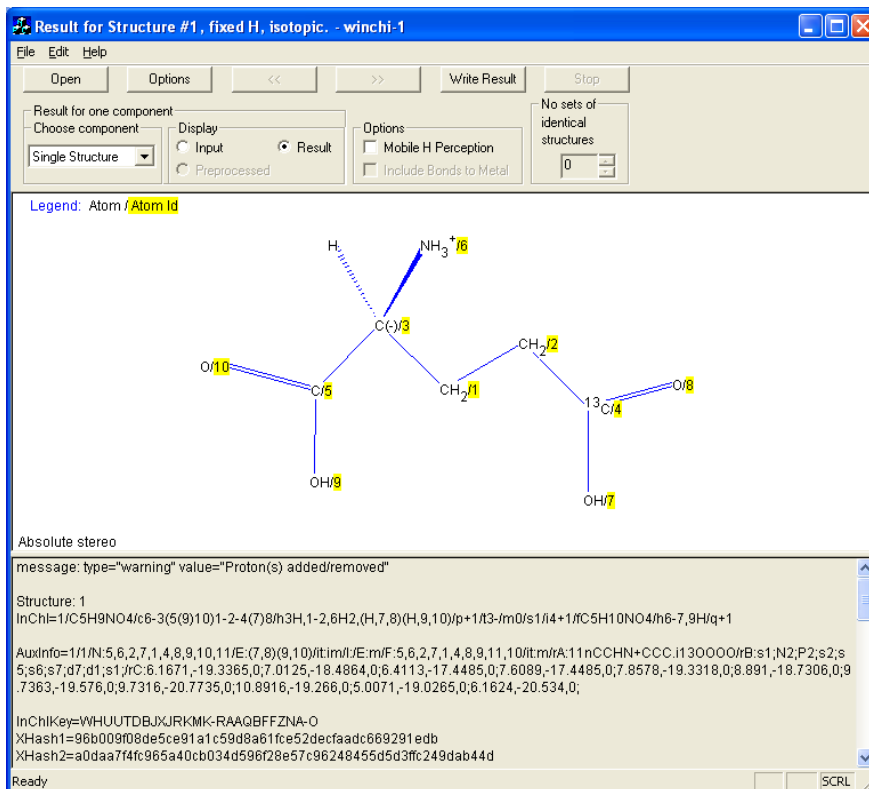 Result for Structure #1, fixed H, isotopic. - winchi-1
File Edit Help
Open Options << >> Write Result Stop
Result for one component
Choose component
Single Structure
Display
Input Result
Preprocessed
Options
Mobile H Perception
Include Bonds to Metal
No sets of
identical
structures
0
Legend: Atom / Atom Id
H NH3+/6
C(-)/3
CH2/2
O/10
C/5 CH2/1 13C/4 O/8
OH/9
OH/7
Absolute stereo
message: type="warning" value="Proton(s) added/removed"
Structure: 1
InChI=1/C5H9NO4/c6-3(5(9)10)1-2-4(7)8/h3H,1-2,6H2,(H,7,8)(H,9,10)/p+1/t3-/m0/s1/i4+1/fC5H10NO4/h6-7,9H/q+1
AuxInfo=1/1/N:5,6,2,7,1,4,8,9,10,11/E:(7,8)(9,10)/it:im/I:/E:m/F:5,6,2,7,1,4,8,9,11,10/it:m/rA:11nCCHN+CCC.i13OOOO/rB:s1;N2;P2;s2;s
5;s6;s7;d7;d1;s1;/rC:6.1671,-19.3365,0;7.0125,-18.4864,0;6.4113,-17.4485,0;7.6089,-17.4485,0;7.8578,-19.3318,0;8.891,-18.7306,0;9
.7363,-19.576,0;9.7316,-20.7735,0;10.8916,-19.266,0;5.0071,-19.0265,0;6.1624,-20.534,0;
InChIKey=WHUUTDBJXJRKMK-RAAQBFFZNA-O
XHash1=96b009f08de5ce91a1c59d8a61fce52decfaadc669291edb
XHash2=a0daa7f4fc965a40cb034d596f28e57c96248455d5d3ffc249dab44d
Ready SCRL